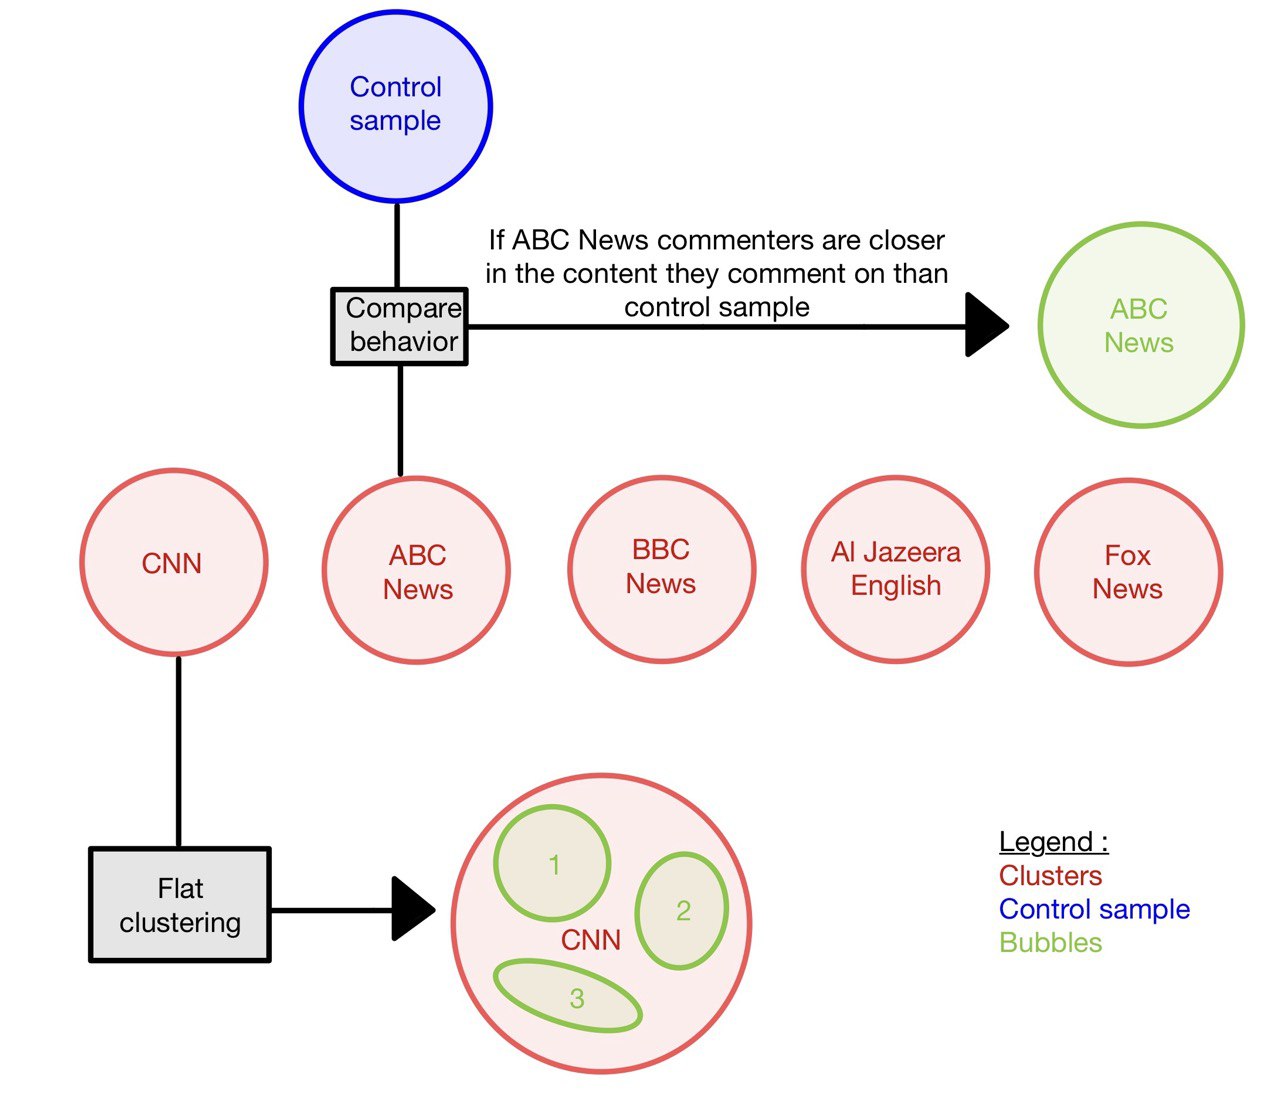 Control
sample
If ABC News commenters are closer
in the content they comment on than
control sample
Compare
behavior
ABC
News
CNN
ABC
News
BBC
News
Al Jazeera
English
Fox
News
Flat
clustering
1
2
CNN
3
Legend :
Clusters
Control sample
Bubbles